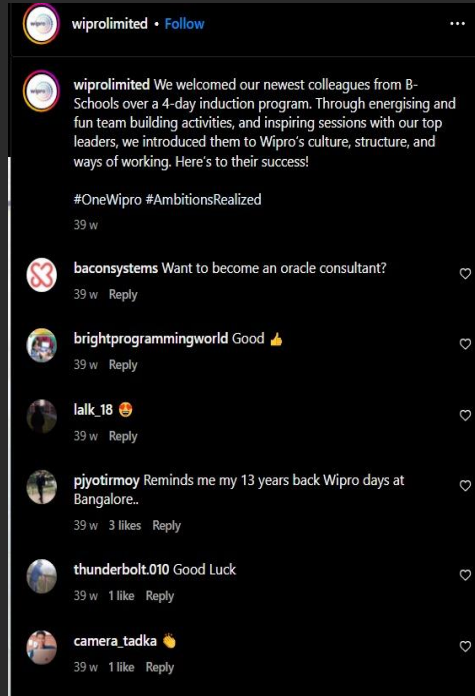 wiprolimited • Follow
wiprolimited We welcomed our newest colleagues from B-
Schools over a 4-day induction program. Through energising and
fun team building activities, and inspiring sessions with our top
leaders, we introduced them to Wipro's culture, structure, and
ways of working. Here's to their success!
#OneWipro #AmbitionsRealized
39 w
baconsystems Want to become an oracle consultant?
39 w Reply
brightprogrammingworld Good 👍
39 w Reply
lalk_18 😍
39 w Reply
pjyotirmoy Reminds me my 13 years back Wipro days at
Bangalore..
39 w 3 likes Reply
thunderbolt.010 Good Luck
39 w 1 like Reply
camera_tadka 👏
39 w 1 like Reply